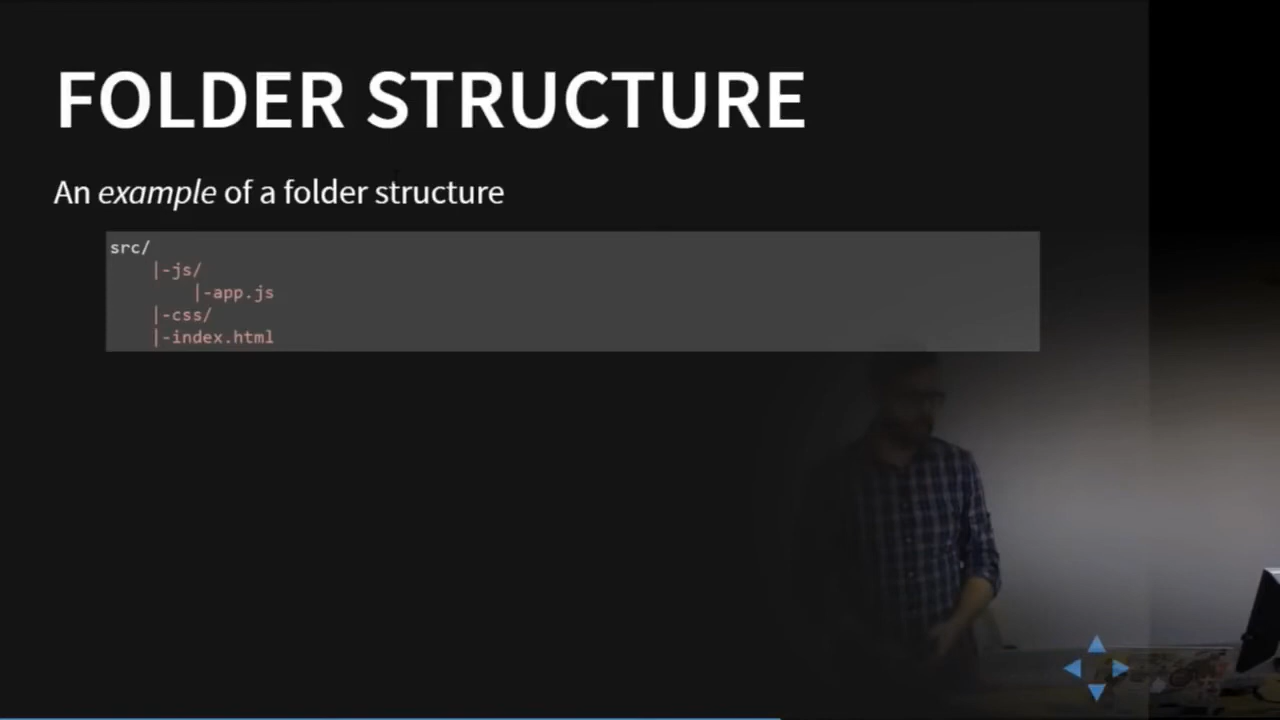 FOLDER STRUCTURE
An example of a folder structure
src/
|-js/
|-app.js
|-css/
|-index.html